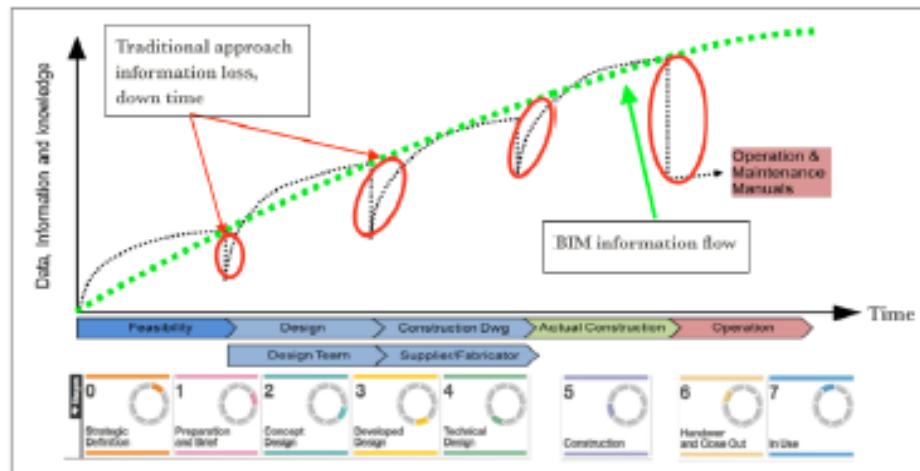 Traditional approach
information loss,
down time
Data, Information and knowledge
Operation &
Maintenance
Manuals
BIM information flow
Time
Feasibility
Design
Construction Dwg
Actual Construction
Operation
Design Team
Supplier/Fabricator
0
Strategic
Definition
1
Preparation
and Brief
2
Concept
Design
3
Developed
Design
4
Technical
Design
5
Construction
6
Handover
and Close Out
7
In Use